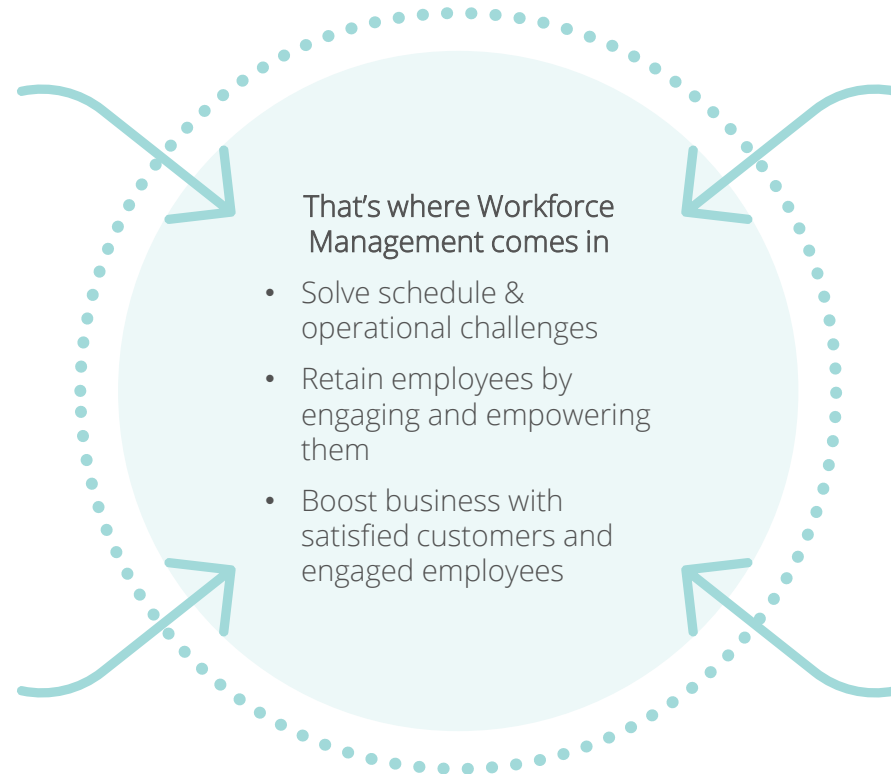 That’s where Workforce
Management comes in
• Solve schedule &
operational challenges
• Retain employees by
engaging and empowering
them
• Boost business with
satisfied customers and
engaged employees